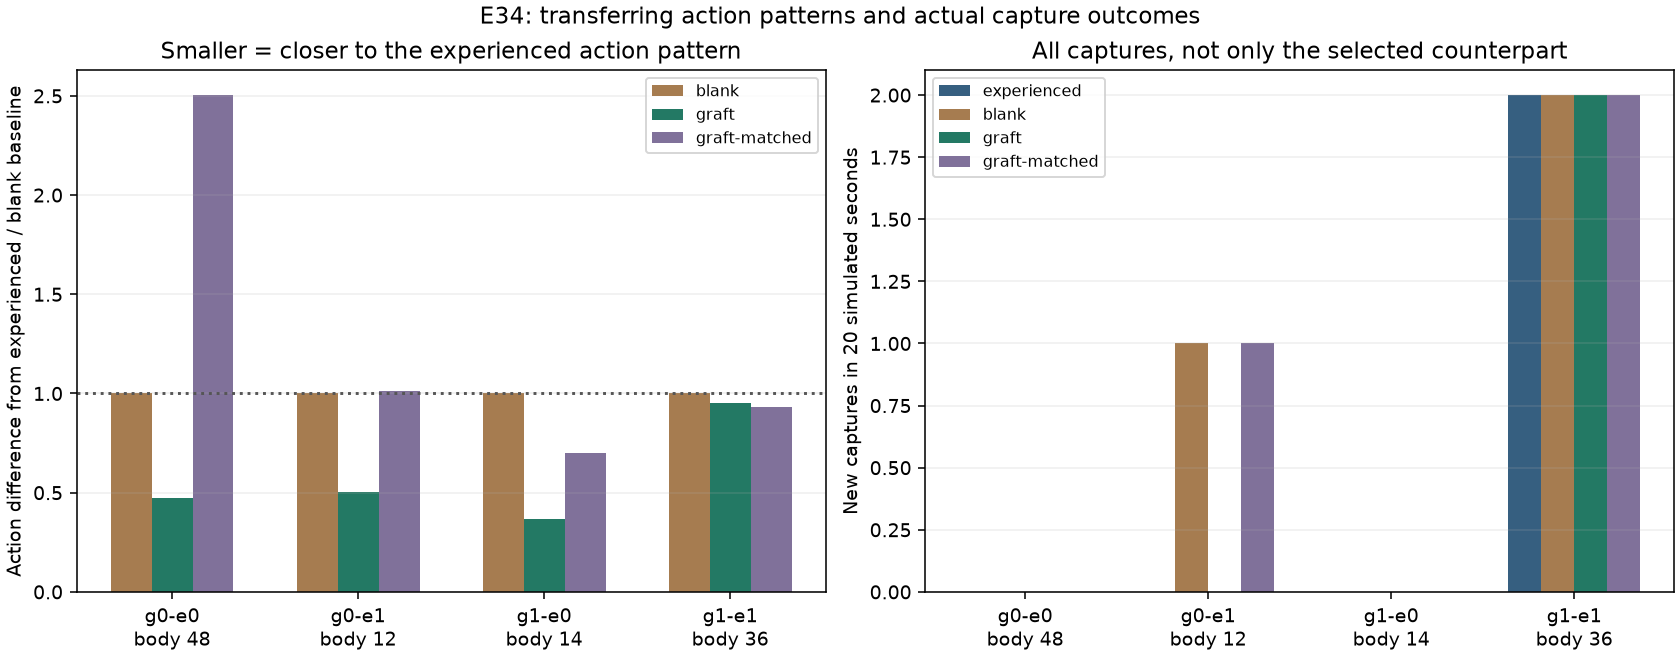 E34: transferring action patterns and actual capture outcomes
Smaller = closer to the experienced action pattern
Action difference from experienced / blank baseline
2.5
2.0
1.5
1.0
0.5
0.0
blank
graft
graft-matched
g0-e0
body 48
g0-e1
body 12
g1-e0
body 14
g1-e1
body 36
All captures, not only the selected counterpart
New captures in 20 simulated seconds
2.00
1.75
1.50
1.25
1.00
0.75
0.50
0.25
0.00
experienced
blank
graft
graft-matched
g0-e0
body 48
g0-e1
body 12
g1-e0
body 14
g1-e1
body 36